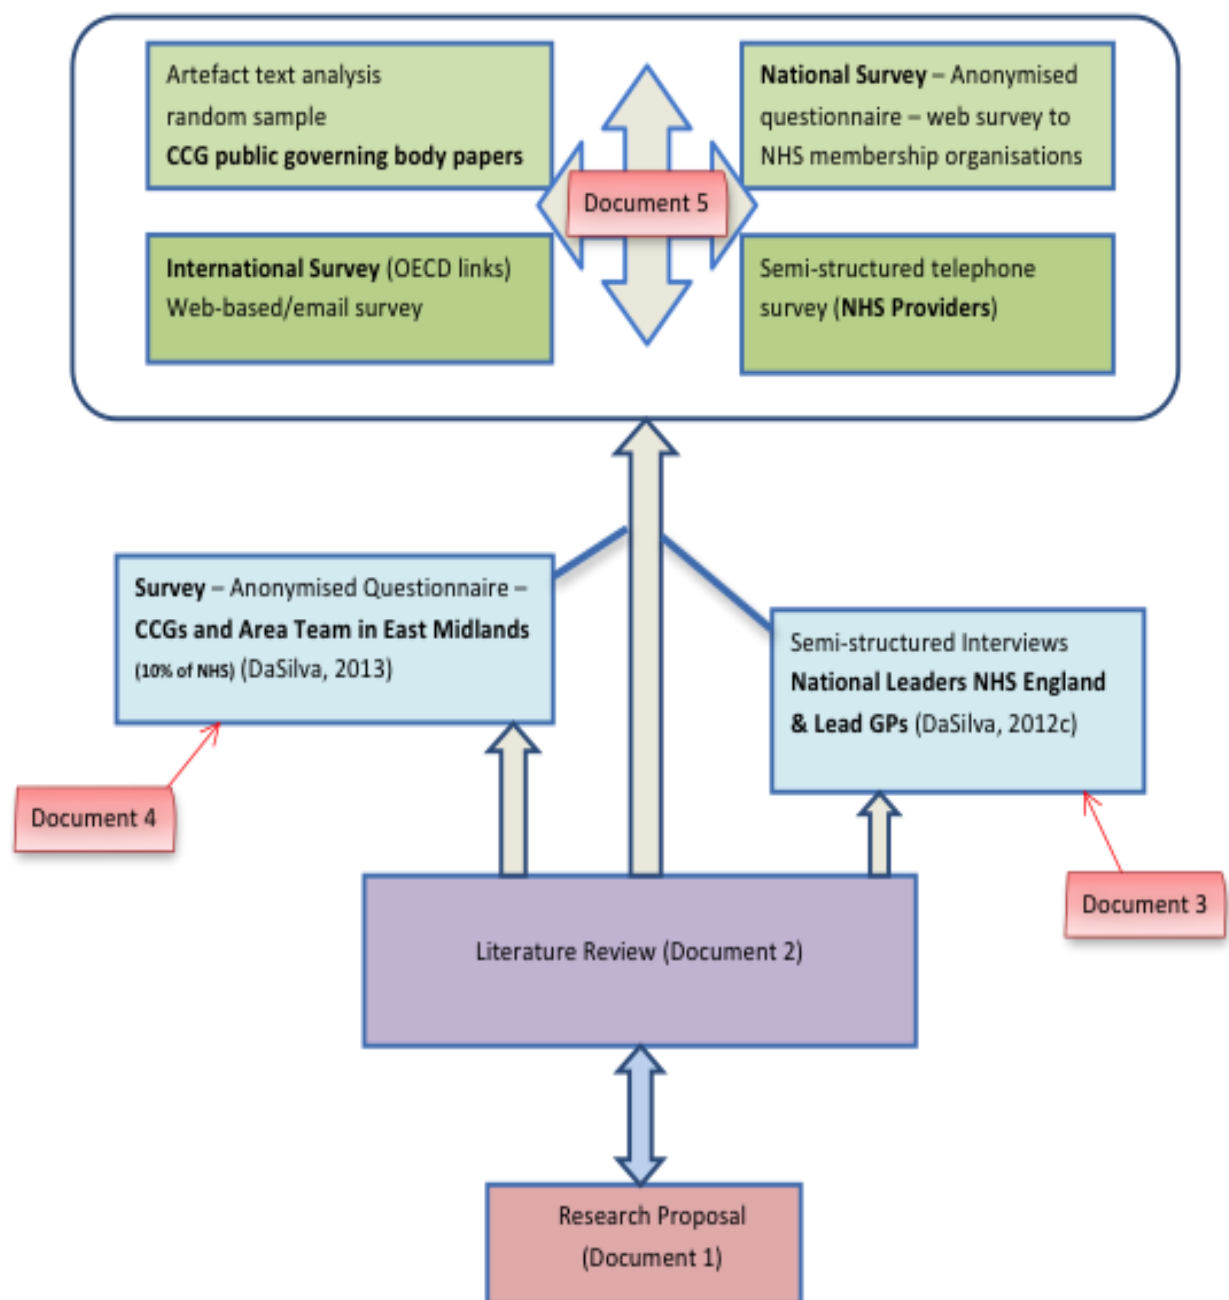 Artefact text analysis
random sample
CCG public governing body papers
National Survey – Anonymised
questionnaire – web survey to
NHS membership organisations
Document 5
International Survey (OECD links)
Web-based/email survey
Semi-structured telephone
survey (NHS Providers)
Survey – Anonymised Questionnaire –
CCGs and Area Team in East Midlands
(10% of NHS) (DaSilva, 2013)
Semi-structured Interviews
National Leaders NHS England
& Lead GPs (DaSilva, 2012c)
Document 4
Document 3
Literature Review (Document 2)
Research Proposal
(Document 1)